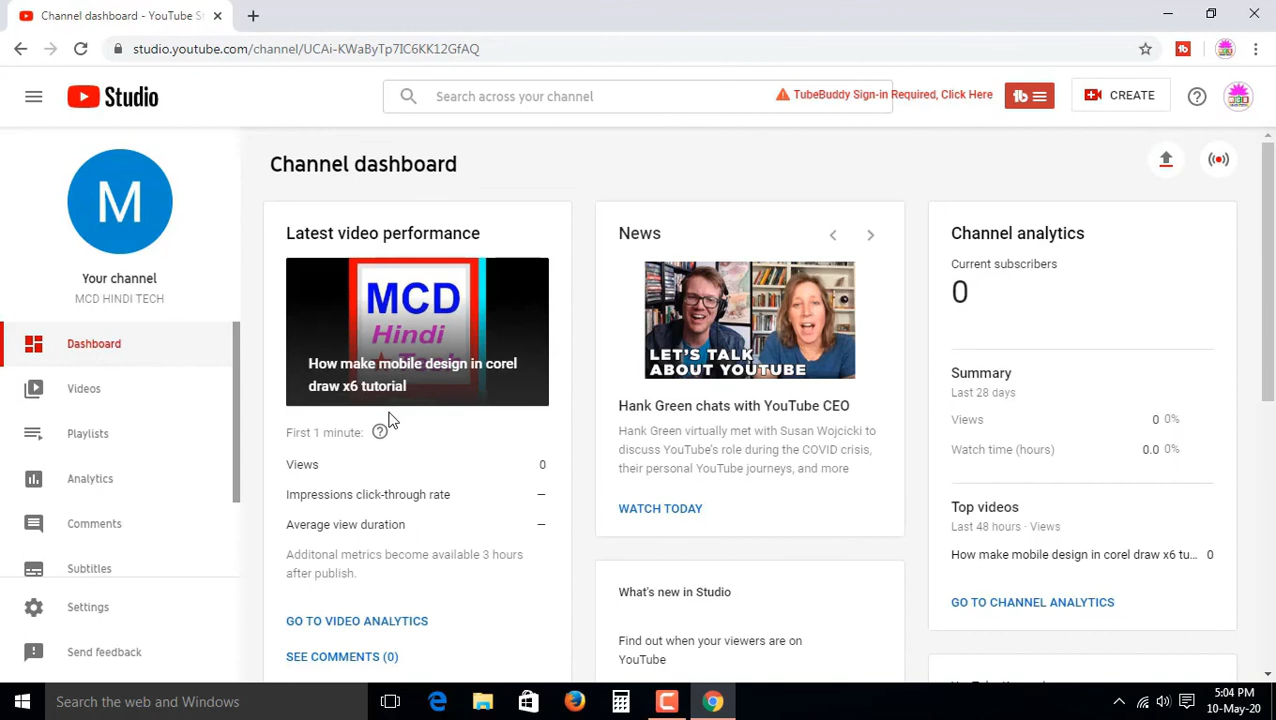 Channel dashboard - YouTube St
studio.youtube.com/channel/UCAi-KWaByTp7IC6KK12GfAQ
Studio
Search across your channel
TubeBuddy Sign-in Required, Click Here
tb
CREATE
M
Your channel
MCD HINDI TECH
Dashboard
Videos
Playlists
Analytics
Comments
Subtitles
Settings
Send feedback
Channel dashboard
Latest video performance
MCD
Hindi
How make mobile design in corel
draw x6 tutorial
First 1 minute:
Views 0
Impressions click-through rate –
Average view duration –
Additonal metrics become available 3 hours
after publish.
GO TO VIDEO ANALYTICS
SEE COMMENTS (0)
News
LET'S TALK
ABOUT YOUTUBE
Hank Green chats with YouTube CEO
Hank Green virtually met with Susan Wojcicki to
discuss YouTube's role during the COVID crisis,
their personal YouTube journeys, and more
WATCH TODAY
What's new in Studio
Find out when your viewers are on
YouTube
Channel analytics
Current subscribers
0
Summary
Last 28 days
Views 0 0%
Watch time (hours) 0.0 0%
Top videos
Last 48 hours · Views
How make mobile design in corel draw x6 tu... 0
GO TO CHANNEL ANALYTICS
Search the web and Windows
5:04 PM
10-May-20